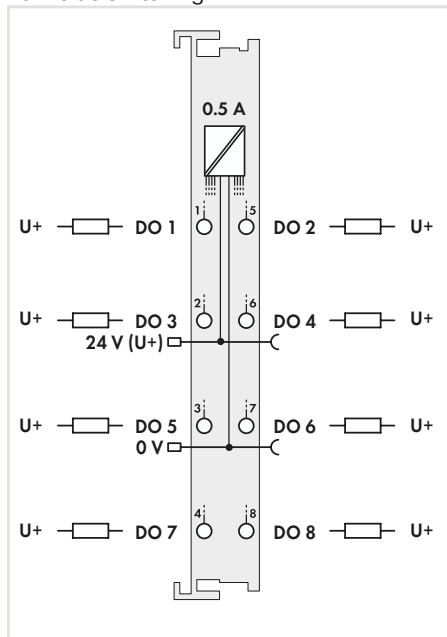 0.5 A
1 5
U+ DO 1 DO 2 U+
2 6
U+ DO 3 DO 4 U+
24 V (U+)
3 7
U+ DO 5 DO 6 U+
0 V
4 8
U+ DO 7 DO 8 U+